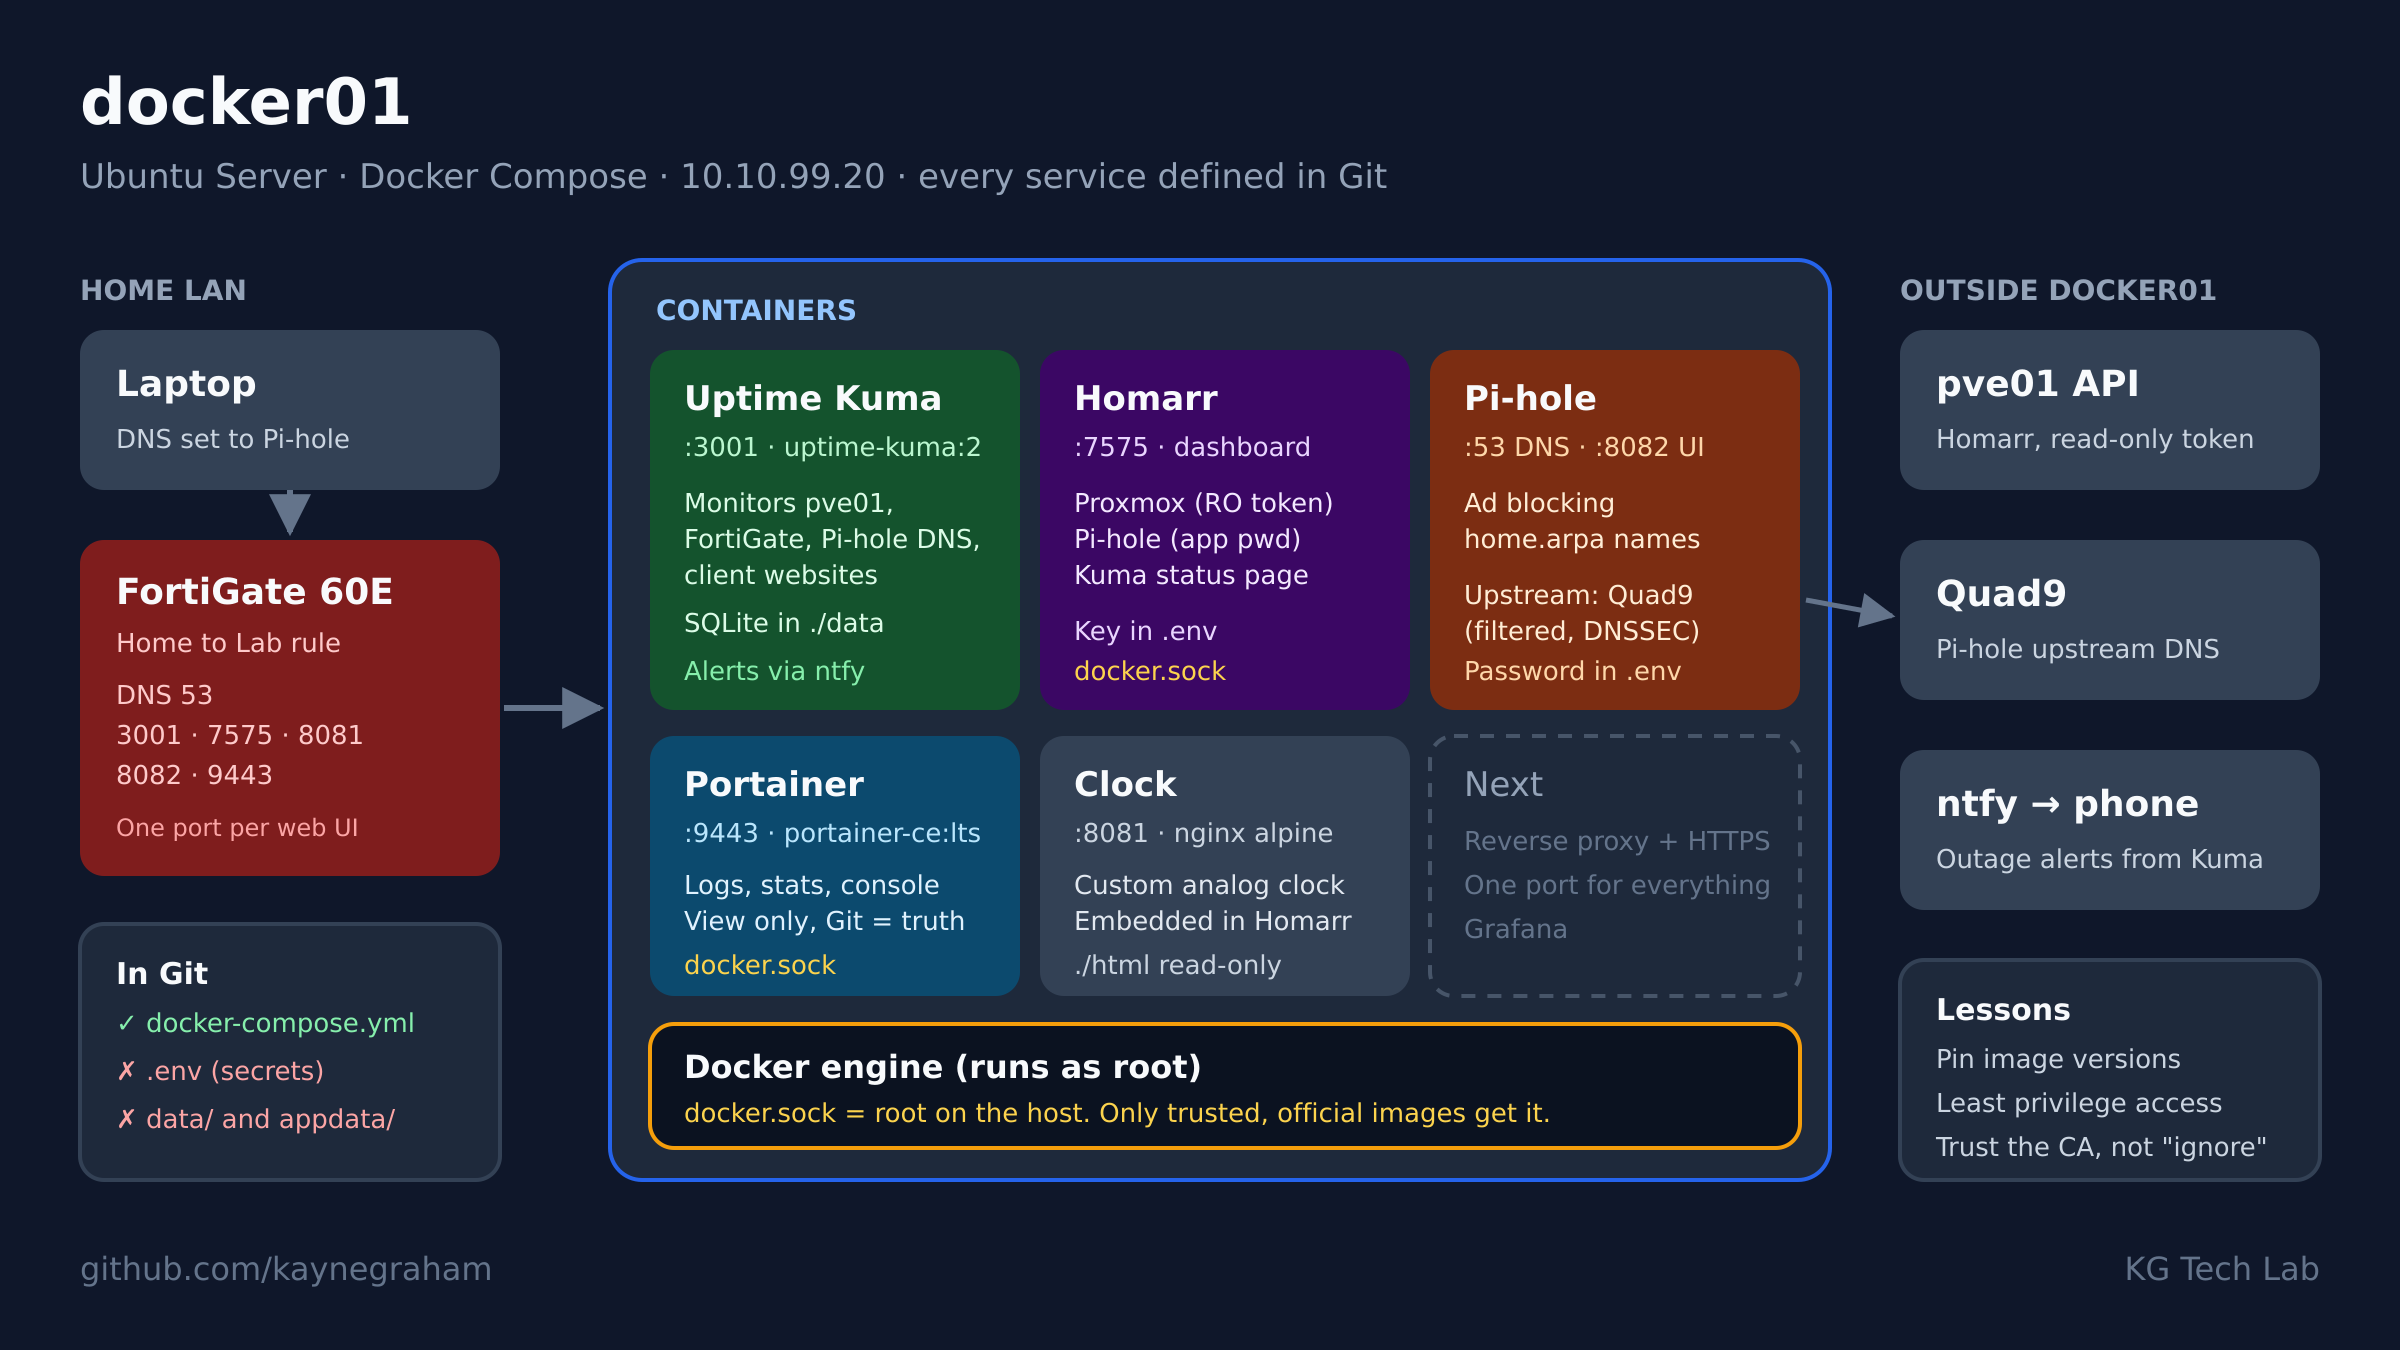 docker01
Ubuntu Server · Docker Compose · 10.10.99.20 · every service defined in Git
HOME LAN
Laptop
DNS set to Pi-hole
FortiGate 60E
Home to Lab rule
DNS 53
3001 · 7575 · 8081
8082 · 9443
One port per web UI
In Git
✓ docker-compose.yml
✗ .env (secrets)
✗ data/ and appdata/
CONTAINERS
Uptime Kuma
:3001 · uptime-kuma:2
Monitors pve01,
FortiGate, Pi-hole DNS,
client websites
SQLite in ./data
Alerts via ntfy
Homarr
:7575 · dashboard
Proxmox (RO token)
Pi-hole (app pwd)
Kuma status page
Key in .env
docker.sock
Pi-hole
:53 DNS · :8082 UI
Ad blocking
home.arpa names
Upstream: Quad9
(filtered, DNSSEC)
Password in .env
Portainer
:9443 · portainer-ce:lts
Logs, stats, console
View only, Git = truth
docker.sock
Clock
:8081 · nginx alpine
Custom analog clock
Embedded in Homarr
./html read-only
Next
Reverse proxy + HTTPS
One port for everything
Grafana
Docker engine (runs as root)
docker.sock = root on the host. Only trusted, official images get it.
OUTSIDE DOCKER01
pve01 API
Homarr, read-only token
Quad9
Pi-hole upstream DNS
ntfy → phone
Outage alerts from Kuma
Lessons
Pin image versions
Least privilege access
Trust the CA, not "ignore"
github.com/kaynegraham
KG Tech Lab